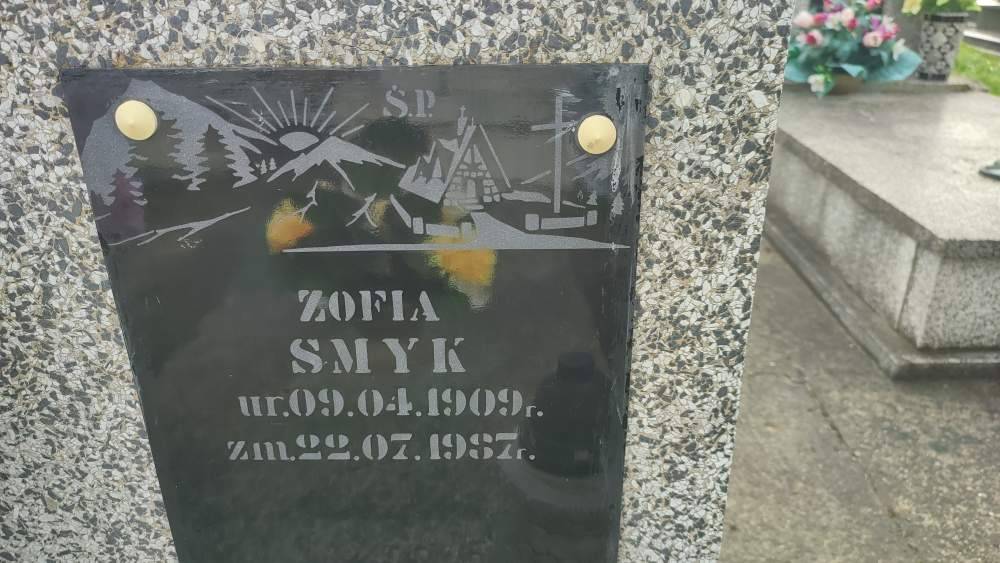 Ś.P.
ZOFIA
SMYK
ur.09.04.1909r.
zm.22.07.1987r.